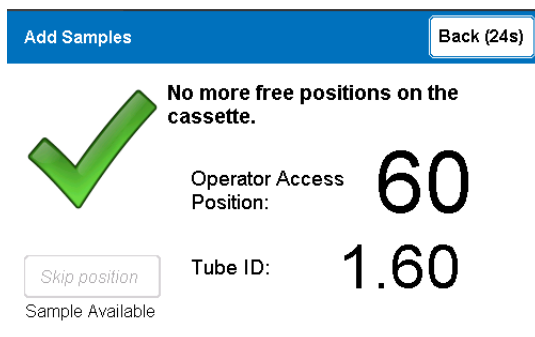 Add Samples
Back (24s)
No more free positions on the
cassette.
Operator Access
Position:
60
Skip position
Tube ID:
1.60
Sample Available